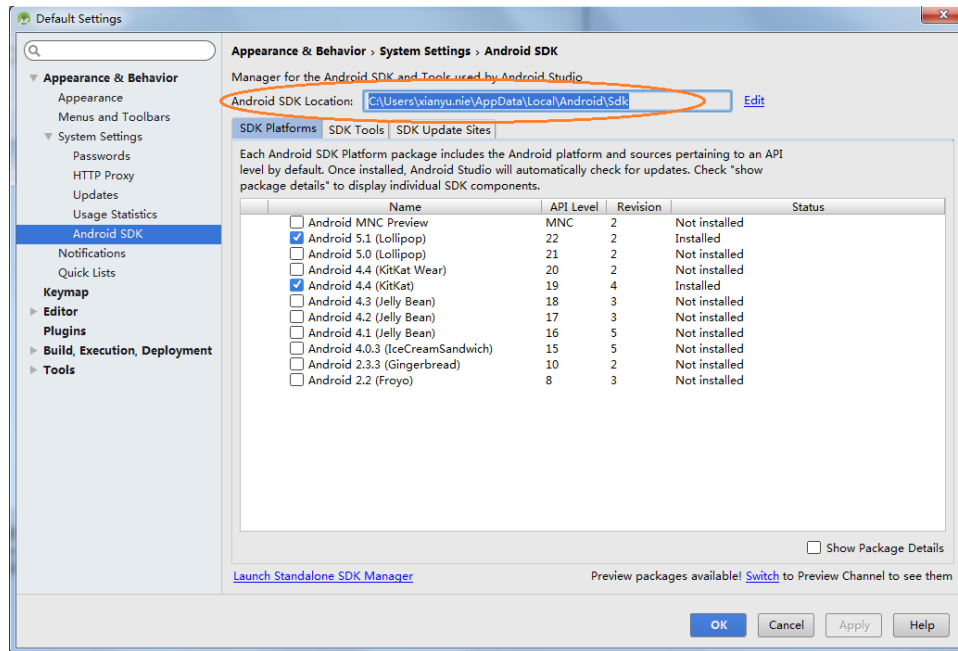 Default Settings
Appearance & Behavior › System Settings › Android SDK
Manager for the Android SDK and Tools used by Android Studio
Android SDK Location: C:\Users\xianyu.nie\AppData\Local\Android\Sdk Edit
SDK Platforms SDK Tools SDK Update Sites
Each Android SDK Platform package includes the Android platform and sources pertaining to an API
level by default. Once installed, Android Studio will automatically check for updates. Check "show
package details" to display individual SDK components.
Name API Level Revision Status
Android MNC Preview MNC 2 Not installed
Android 5.1 (Lollipop) 22 2 Installed
Android 5.0 (Lollipop) 21 2 Not installed
Android 4.4 (KitKat Wear) 20 2 Not installed
Android 4.4 (KitKat) 19 4 Installed
Android 4.3 (Jelly Bean) 18 3 Not installed
Android 4.2 (Jelly Bean) 17 3 Not installed
Android 4.1 (Jelly Bean) 16 5 Not installed
Android 4.0.3 (IceCreamSandwich) 15 5 Not installed
Android 2.3.3 (Gingerbread) 10 2 Not installed
Android 2.2 (Froyo) 8 3 Not installed
Show Package Details
Launch Standalone SDK Manager Preview packages available! Switch to Preview Channel to see them
Appearance & Behavior
Appearance
Menus and Toolbars
System Settings
Passwords
HTTP Proxy
Updates
Usage Statistics
Android SDK
Notifications
Quick Lists
Keymap
Editor
Plugins
Build, Execution, Deployment
Tools
OK Cancel Apply Help